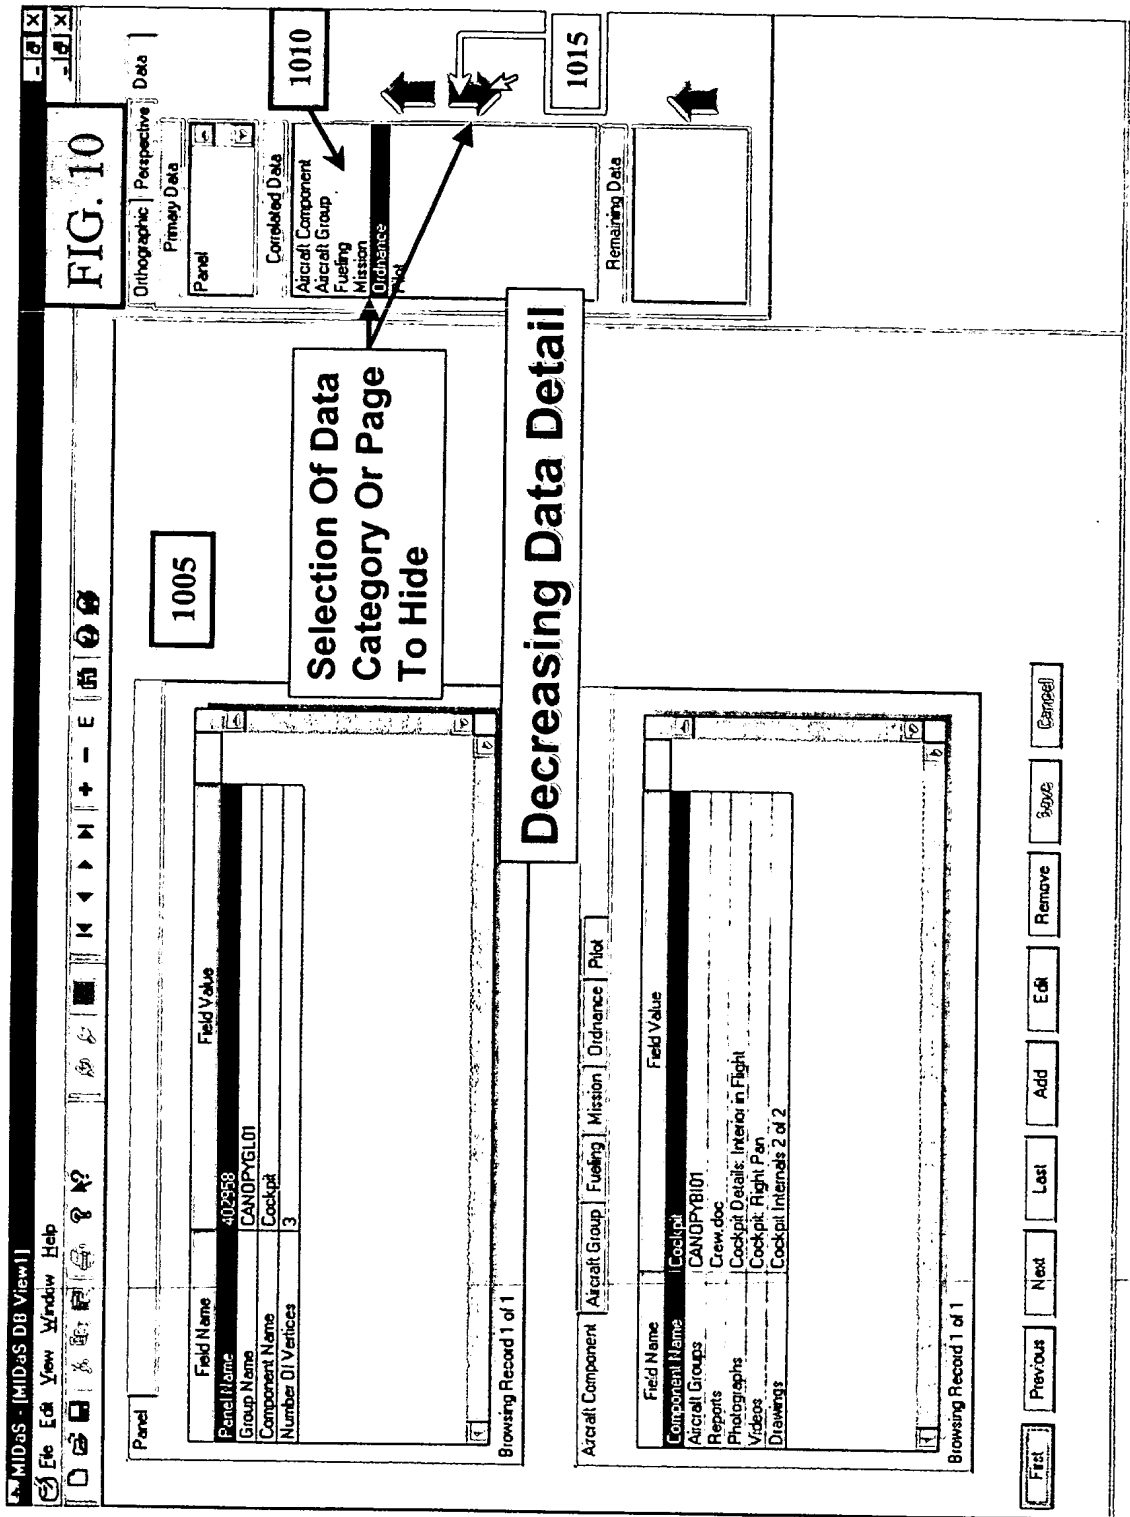 MIDaS - [MIDaS DB View1]
File Edit View Window Help
E
FIG. 10
Panel
Field Name Field Value
Panel Name 402958
Group Name CANOPYGL01
Component Name Cockpit
Number Of Vertices 3
Browsing Record 1 of 1
1005
Selection Of Data
Category Or Page
To Hide
Decreasing Data Detail
Aircraft Component Aircraft Group Fueling Mission Ordnance Pilot
Field Name Field Value
Component Name Cockpit
Aircraft Groups CANOPYBI01
Reports Crew.doc
Photographs Cockpit Details: Interior in Flight
Videos Cockpit: Right Pan
Drawings Cockpit Internals 2 of 2
Browsing Record 1 of 1
First Previous Next Last Add Edit Remove Save Cancel
Orthographic Perspective Data
Primary Data
Panel
Correlated Data
1010
Aircraft Component
Aircraft Group
Fueling
Mission
Ordnance
Pilot
1015
Remaining Data